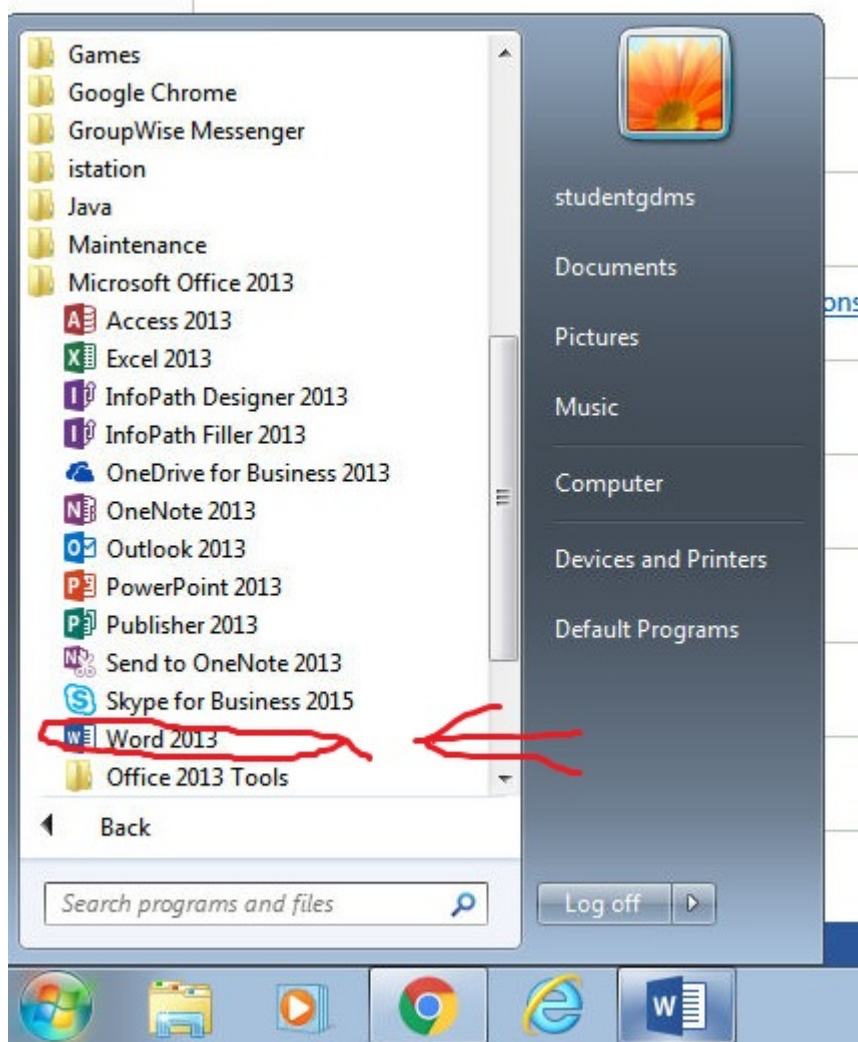 Games
Google Chrome
GroupWise Messenger
istation
Java
Maintenance
Microsoft Office 2013
Access 2013
Excel 2013
InfoPath Designer 2013
InfoPath Filler 2013
OneDrive for Business 2013
OneNote 2013
Outlook 2013
PowerPoint 2013
Publisher 2013
Send to OneNote 2013
Skype for Business 2015
Word 2013
Office 2013 Tools
Back
Search programs and files
studentgdms
Documents
Pictures
Music
Computer
Devices and Printers
Default Programs
Log off
ons